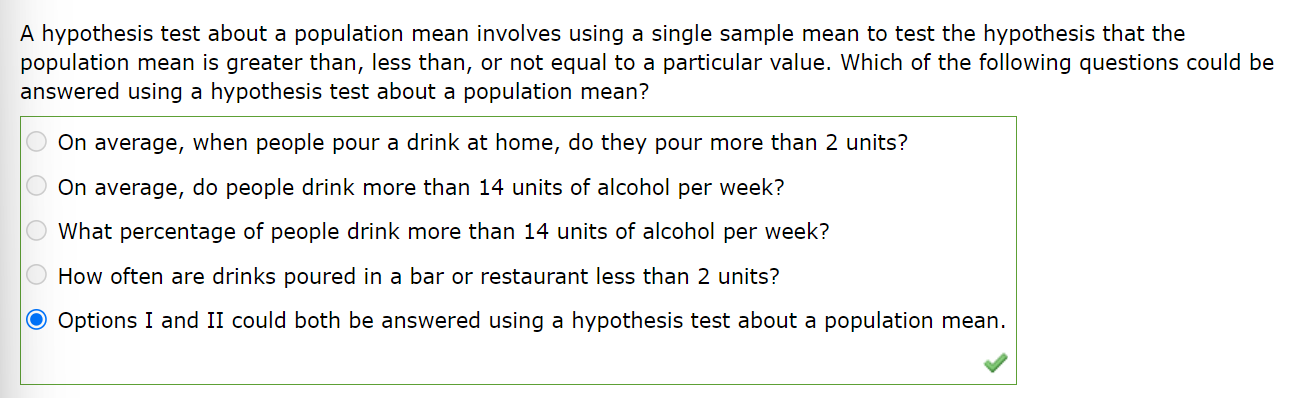 A hypothesis test about a population mean involves using a single sample mean to test the hypothesis that the
population mean is greater than, less than, or not equal to a particular value. Which of the following questions could be
answered using a hypothesis test about a population mean?
On average, when people pour a drink at home, do they pour more than 2 units?
On average, do people drink more than 14 units of alcohol per week?
What percentage of people drink more than 14 units of alcohol per week?
How often are drinks poured in a bar or restaurant less than 2 units?
Options I and II could both be answered using a hypothesis test about a population mean.